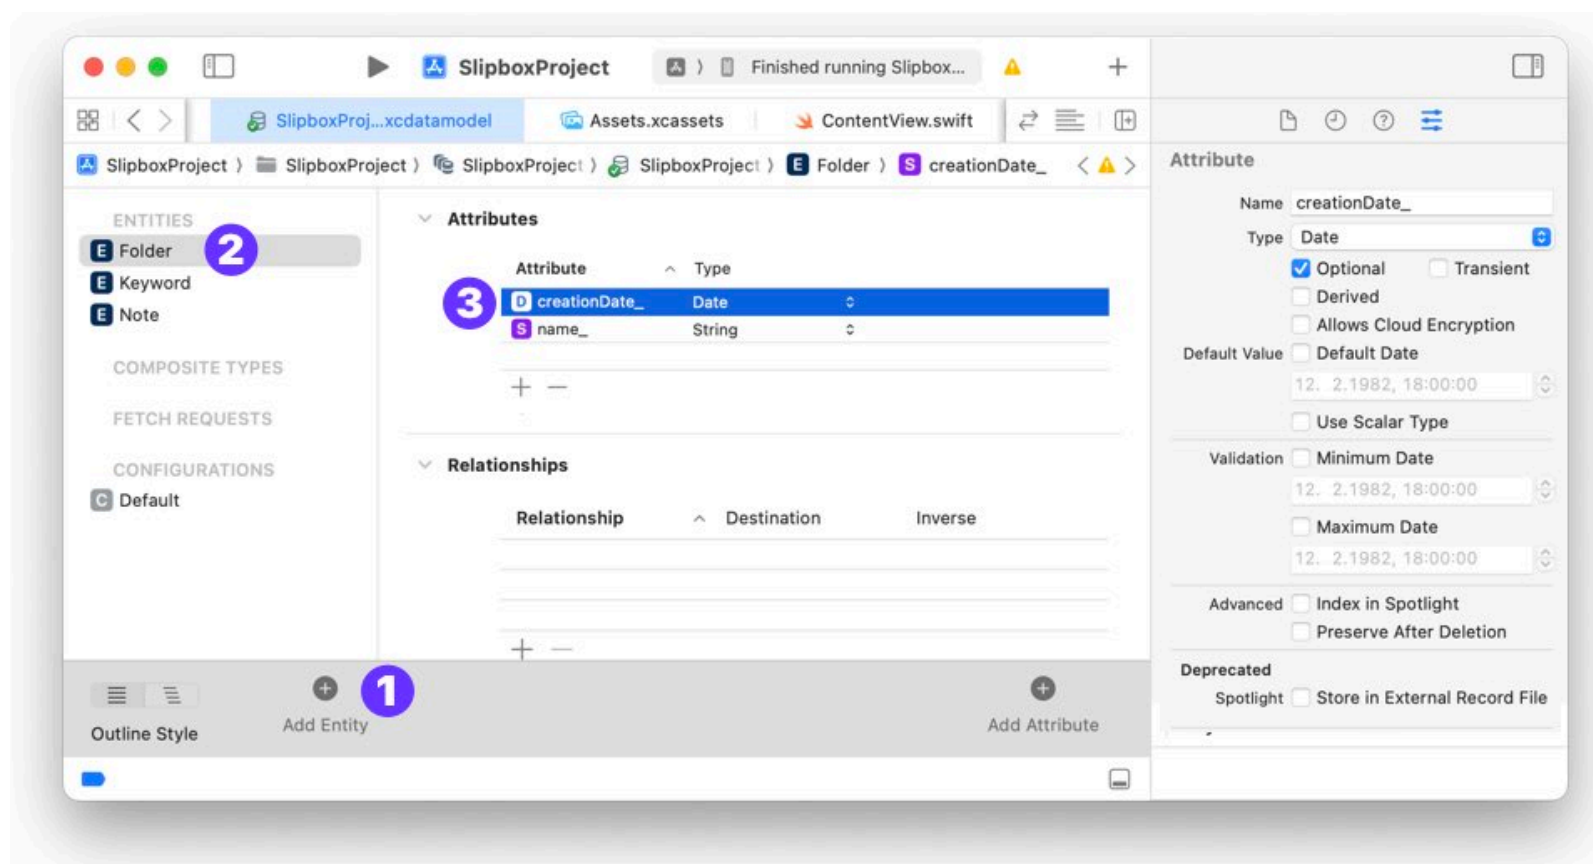 SlipboxProject
Finished running Slipbox...
SlipboxProj...xcdatamodel
Assets.xcassets
ContentView.swift
SlipboxProject
SlipboxProject
SlipboxProject
SlipboxProject
E Folder
S creationDate_
ENTITIES
E Folder
2
E Keyword
E Note
COMPOSITE TYPES
FETCH REQUESTS
CONFIGURATIONS
C Default
Attributes
Attribute Type
3
D creationDate_ Date
S name_ String
Relationships
Relationship Destination Inverse
Outline Style
Add Entity
1
Add Attribute
Attribute
Name creationDate_
Type Date
Optional Transient
Derived
Allows Cloud Encryption
Default Value Default Date
12. 2.1982, 18:00:00
Use Scalar Type
Validation Minimum Date
12. 2.1982, 18:00:00
Maximum Date
12. 2.1982, 18:00:00
Advanced Index in Spotlight
Preserve After Deletion
Deprecated
Spotlight Store in External Record File